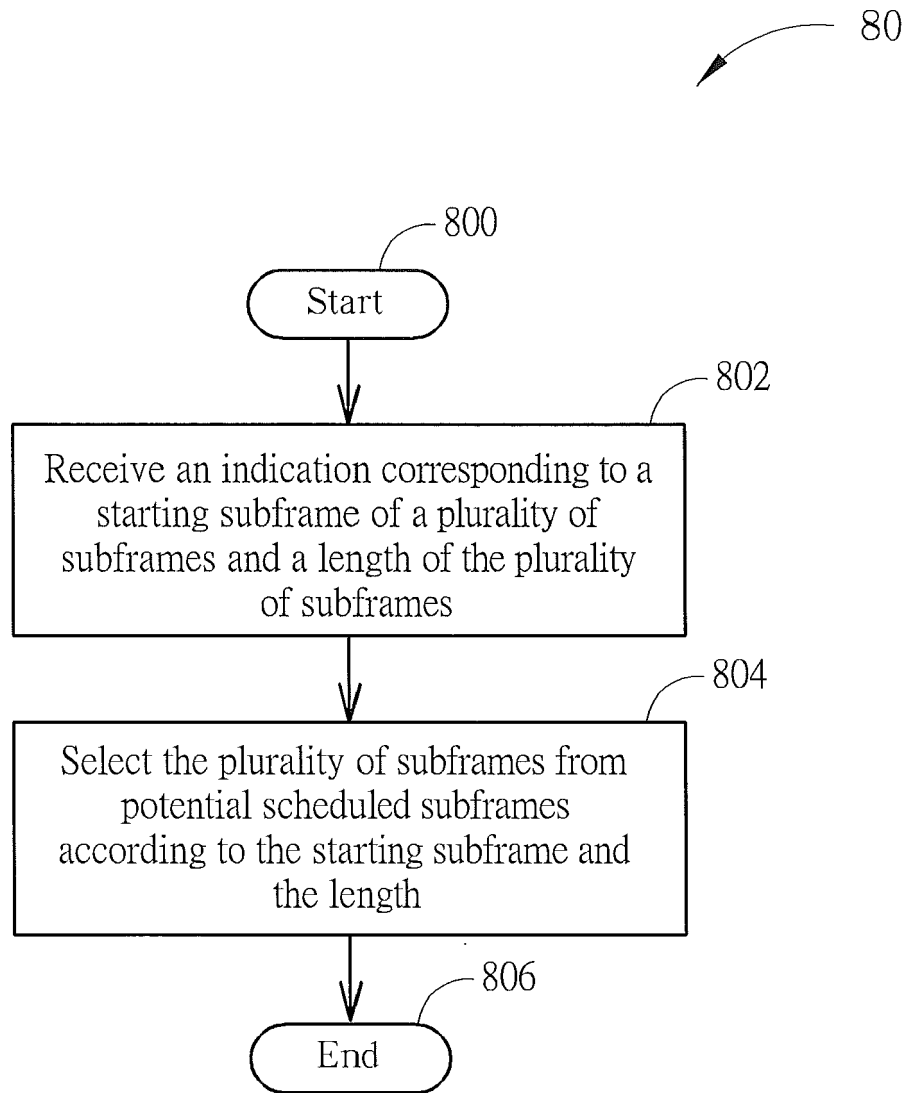 80
800
Start
802
Receive an indication corresponding to a
starting subframe of a plurality of
subframes and a length of the plurality
of subframes
804
Select the plurality of subframes from
potential scheduled subframes
according to the starting subframe and
the length
806
End